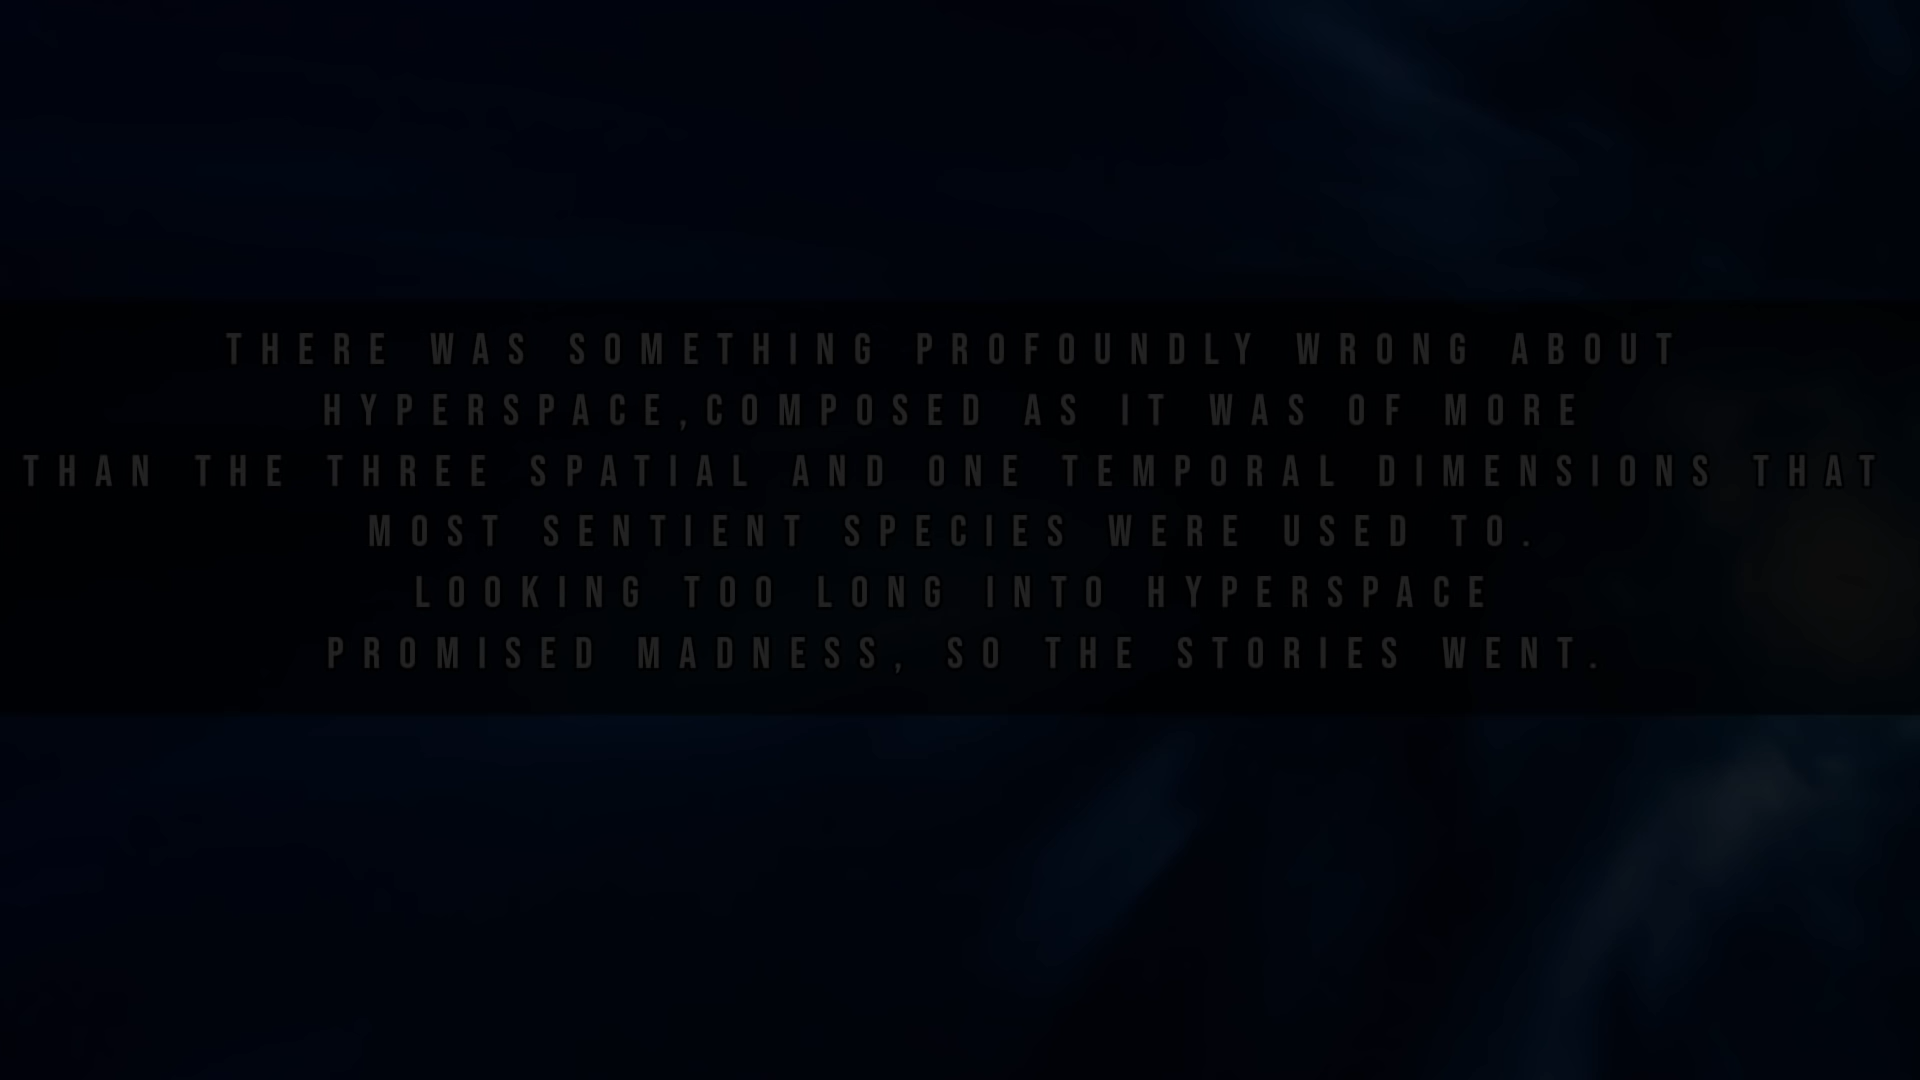 THERE WAS SOMETHING PROFOUNDLY WRONG ABOUT
HYPERSPACE,COMPOSED AS IT WAS OF MORE
THAN THE THREE SPATIAL AND ONE TEMPORAL DIMENSIONS THAT
MOST SENTIENT SPECIES WERE USED TO.
LOOKING TOO LONG INTO HYPERSPACE
PROMISED MADNESS, SO THE STORIES WENT.